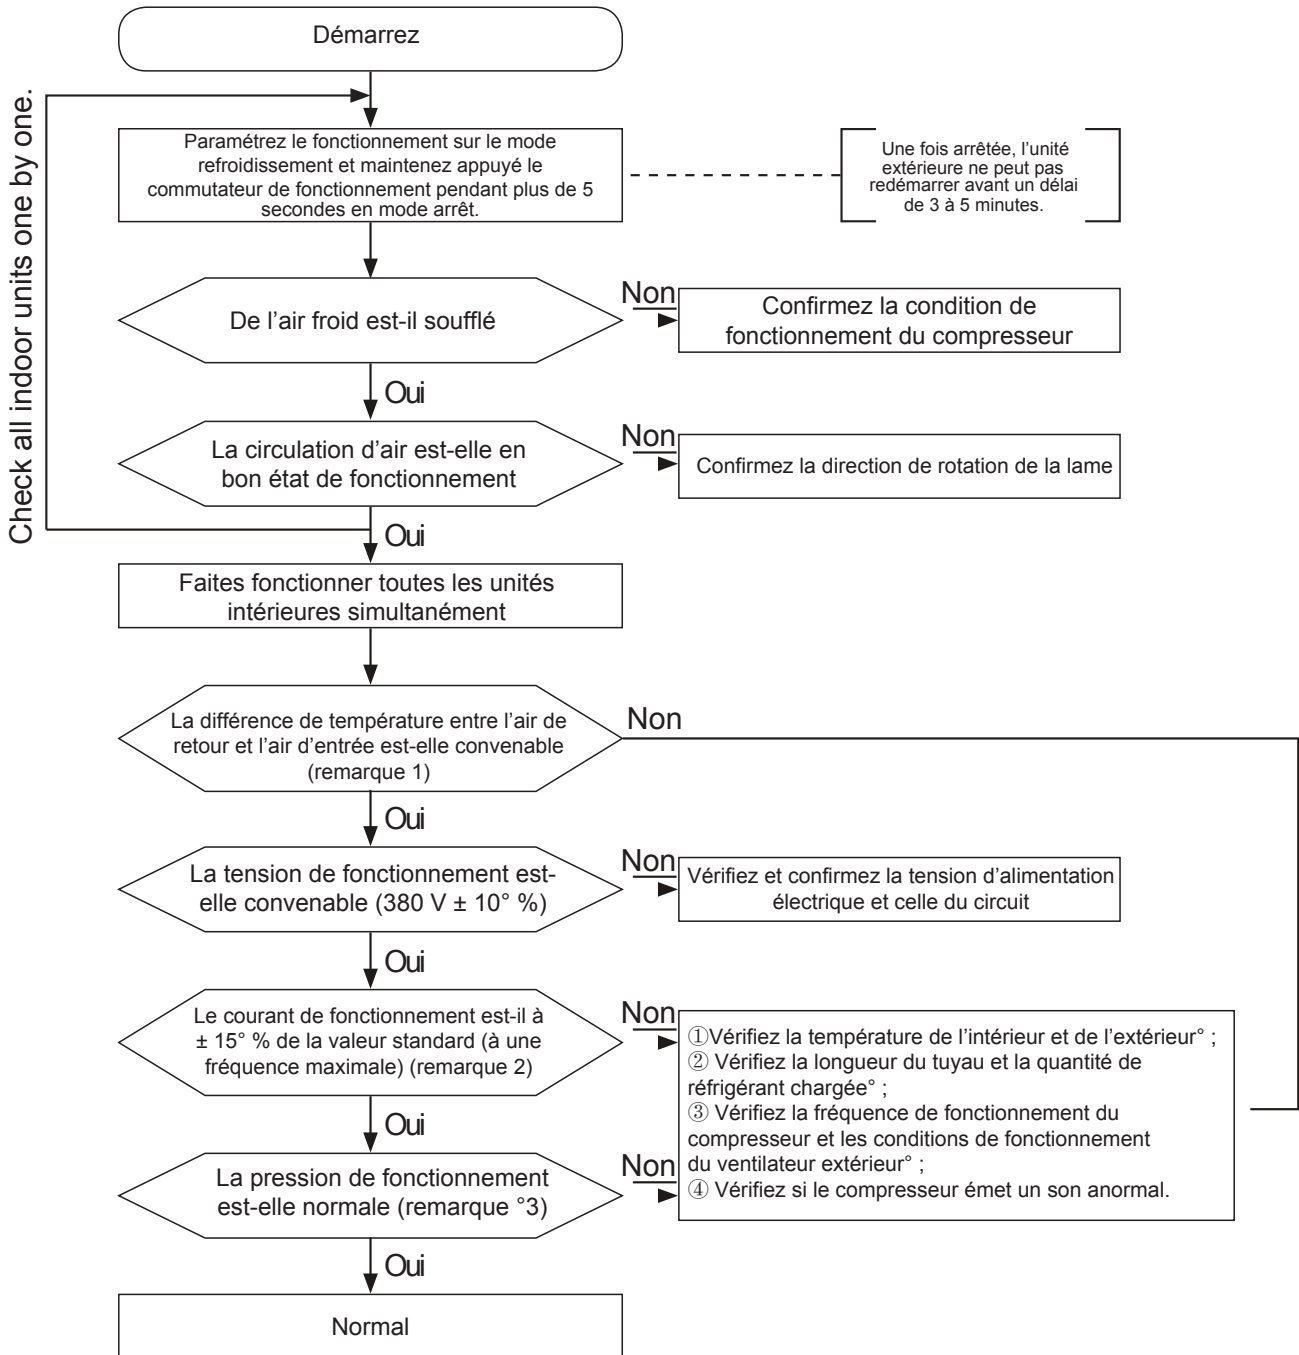 Démarrez
Check all indoor units one by one.
Paramétrez le fonctionnement sur le mode
refroidissement et maintenez appuyé le
commutateur de fonctionnement pendant plus de 5
secondes en mode arrêt.
Une fois arrêtée, l'unité
extérieure ne peut pas
redémarrer avant un délai
de 3 à 5 minutes.
De l'air froid est-il soufflé
Non
Confirmez la condition de
fonctionnement du compresseur
Oui
La circulation d'air est-elle en
bon état de fonctionnement
Non
Confirmez la direction de rotation de la lame
Oui
Faites fonctionner toutes les unités
intérieures simultanément
La différence de température entre l'air de
retour et l'air d'entrée est-elle convenable
(remarque 1)
Non
Oui
La tension de fonctionnement est-
elle convenable (380 V ± 10° %)
Non
Vérifiez et confirmez la tension d'alimentation
électrique et celle du circuit
Oui
Le courant de fonctionnement est-il à
± 15° % de la valeur standard (à une
fréquence maximale) (remarque 2)
Non
①Vérifiez la température de l'intérieur et de l'extérieur° ;
② Vérifiez la longueur du tuyau et la quantité de
réfrigérant chargée° ;
③ Vérifiez la fréquence de fonctionnement du
compresseur et les conditions de fonctionnement
du ventilateur extérieur° ;
④ Vérifiez si le compresseur émet un son anormal.
Oui
La pression de fonctionnement
est-elle normale (remarque °3)
Non
Oui
Normal